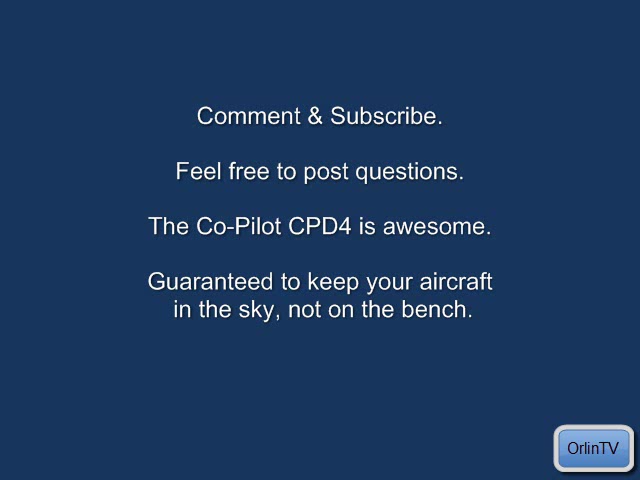 Comment & Subscribe.
Feel free to post questions.
The Co-Pilot CPD4 is awesome.
Guaranteed to keep your aircraft
in the sky, not on the bench.
OrlinTV